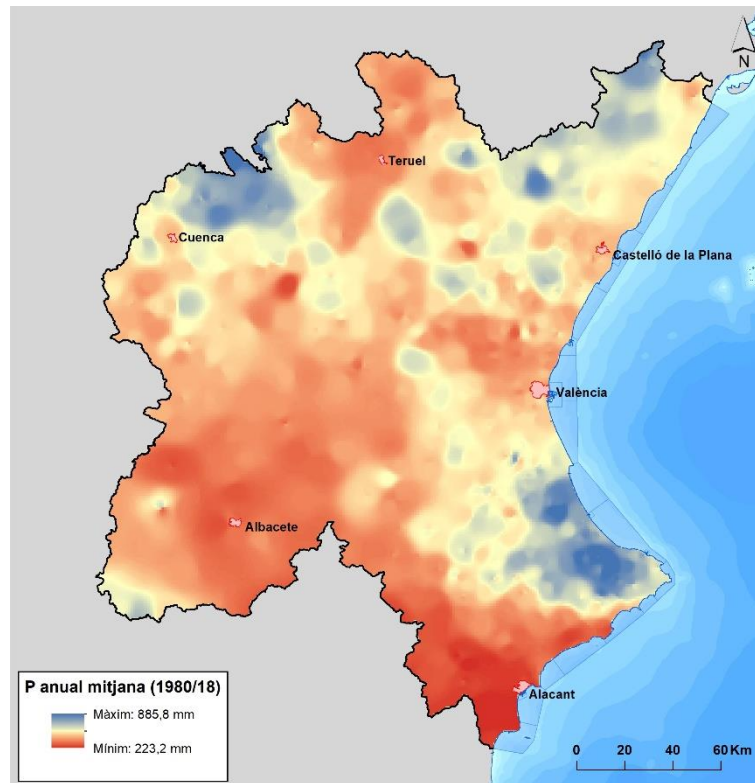 N
Teruel
Cuenca
Castelló de la Plana
València
Albacete
Alacant
P anual mitjana (1980/18)
Màxim: 885,8 mm
Mínim: 223,2 mm
0 20 40 60 Km